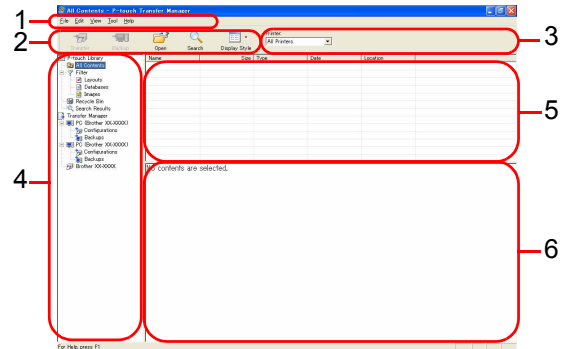 All Contents - P-touch Transfer Manager
1
File Edit View Tool Help
2
Transfer Backup Open Search Display Style
Printer:
All Printers
3
P-touch Library
Name Size Type Date Location
All Contents
Filter
Layouts
Databases
Images
Recycle Bin
Search Results
Transfer Manager
PC (Brother XX-XXXX)
Configurations
Backups
PC (Brother XX-XXXX)
Configurations
Backups
Brother XX-XXXX
5
No contents are selected.
4
6
For Help, press F1